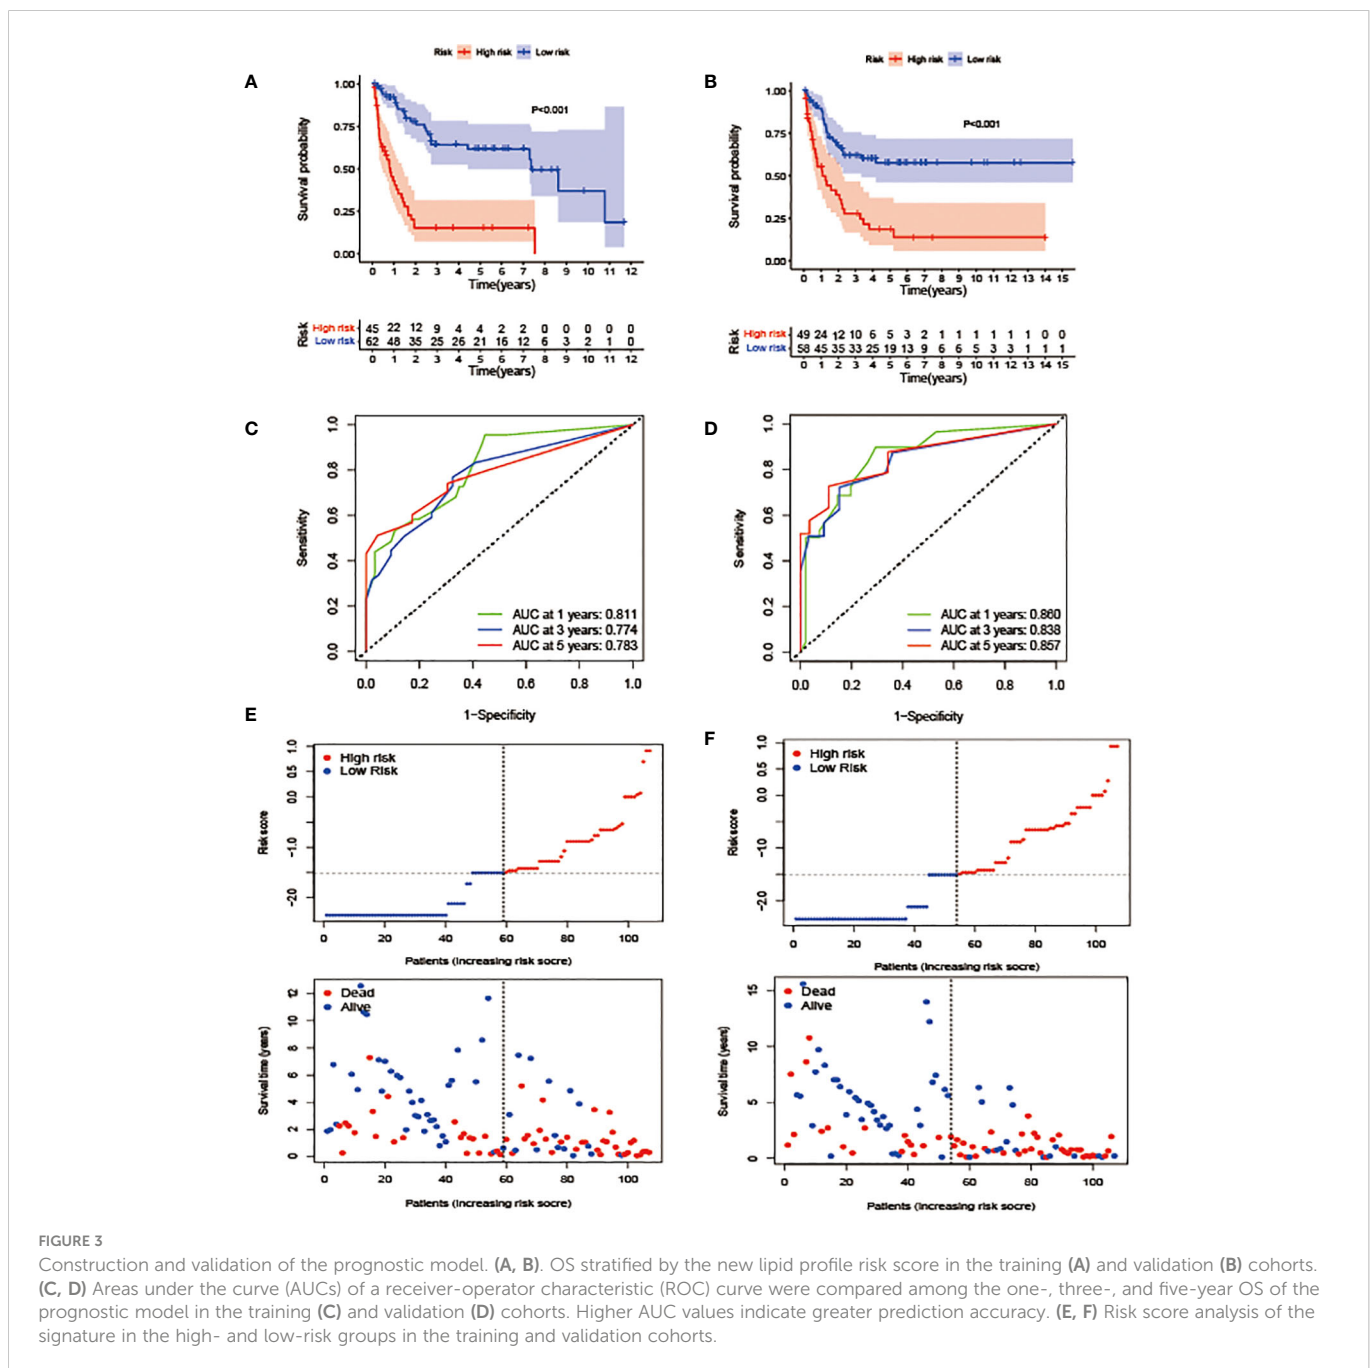 Risk High risk Low risk
A
1.00
0.75
0.50
0.25
0.00
Survival probability
P<0.001
0 1 2 3 4 5 6 7 8 9 10 11 12
Time(years)
Risk
High risk 45 22 12 9 4 4 2 2 0 0 0 0 0
Low risk 62 48 35 25 26 21 16 12 6 3 2 1 0
0 1 2 3 4 5 6 7 8 9 10 11 12
Time(years)
Risk High risk Low risk
B
1.00
0.75
0.50
0.25
0.00
Survival probability
P<0.001
0 1 2 3 4 5 6 7 8 9 10 11 12 13 14 15
Time(years)
Risk
High risk 49 24 12 10 6 5 3 2 1 1 1 1 1 1 0 0
Low risk 58 45 35 33 25 19 13 9 6 6 5 3 3 1 1 1
0 1 2 3 4 5 6 7 8 9 10 11 12 13 14 15
Time(years)
C
1.0
0.8
0.6
0.4
0.2
0.0
Sensitivity
AUC at 1 years: 0.811
AUC at 3 years: 0.774
AUC at 5 years: 0.783
0.0 0.2 0.4 0.6 0.8 1.0
1-Specificity
D
1.0
0.8
0.6
0.4
0.2
0.0
Sensitivity
AUC at 1 years: 0.860
AUC at 3 years: 0.838
AUC at 5 years: 0.857
0.0 0.2 0.4 0.6 0.8 1.0
1-Specificity
E
High risk
Low Risk
1.0
0.5
0.0
-1.0
-2.0
Risk score
0 20 40 60 80 100
Patients (increasing risk socre)
Dead
Alive
12
10
8
6
4
2
0
Survival time (years)
0 20 40 60 80 100
Patients (increasing risk socre)
F
High risk
Low Risk
1.0
0.5
0.0
-1.0
-2.0
Risk score
0 20 40 60 80 100
Patients (increasing risk socre)
Dead
Alive
15
10
5
0
Survival time (years)
0 20 40 60 80 100
Patients (increasing risk socre)
FIGURE 3
Construction and validation of the prognostic model. (A, B). OS stratified by the new lipid profile risk score in the training (A) and validation (B) cohorts.
(C, D) Areas under the curve (AUCs) of a receiver-operator characteristic (ROC) curve were compared among the one-, three-, and five-year OS of the
prognostic model in the training (C) and validation (D) cohorts. Higher AUC values indicate greater prediction accuracy. (E, F) Risk score analysis of the
signature in the high- and low-risk groups in the training and validation cohorts.